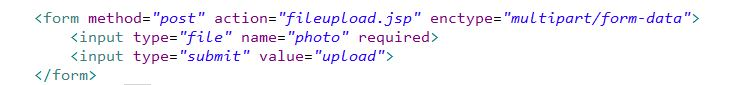 <form method="post" action="fileupload.jsp" enctype="multipart/form-data">
    <input type="file" name="photo" required>
    <input type="submit" value="upload">
</form>